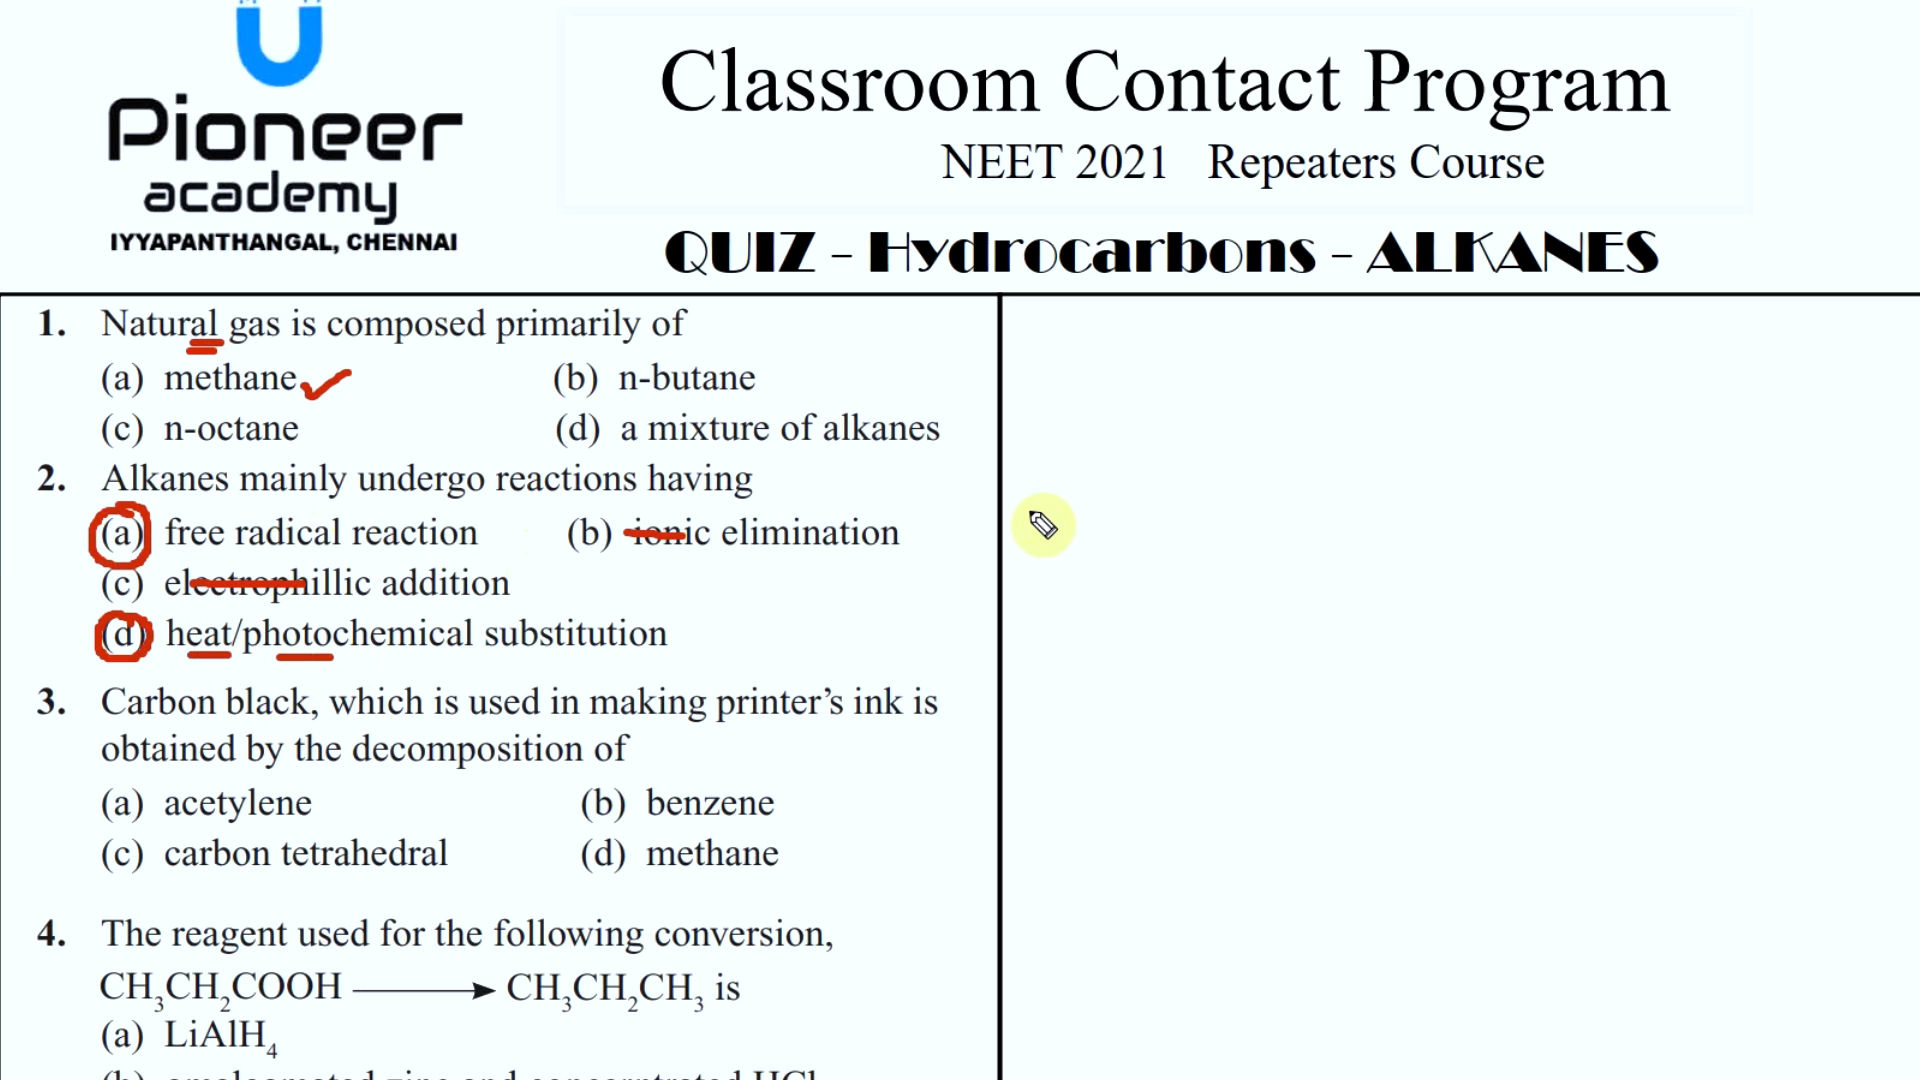 Pioneer
academy
IYYAPANTHANGAL, CHENNAI
Classroom Contact Program
NEET 2021 Repeaters Course
QUIZ - Hydrocarbons - ALKANES
1. Natural gas is composed primarily of
(a) methane (b) n-butane
(c) n-octane (d) a mixture of alkanes
2. Alkanes mainly undergo reactions having
(a) free radical reaction (b) ionic elimination
(c) electrophillic addition
(d) heat/photochemical substitution
3. Carbon black, which is used in making printer’s ink is
obtained by the decomposition of
(a) acetylene (b) benzene
(c) carbon tetrahedral (d) methane
4. The reagent used for the following conversion,
CH₃CH₂COOH ⟶ CH₃CH₂CH₃ is
(a) LiAlH₄